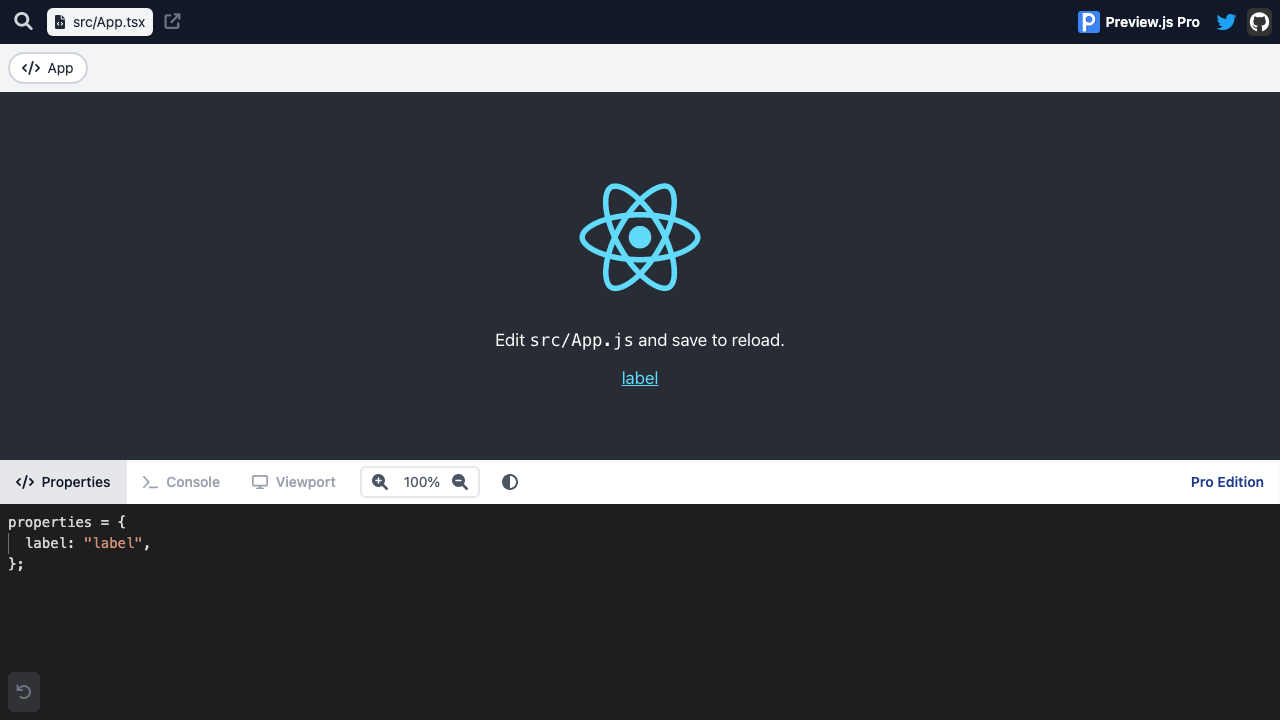 src/App.tsx
Preview.js Pro
App
Edit src/App.js and save to reload.
label
Properties
Console
Viewport
100%
Pro Edition
properties = {
  label: "label",
};